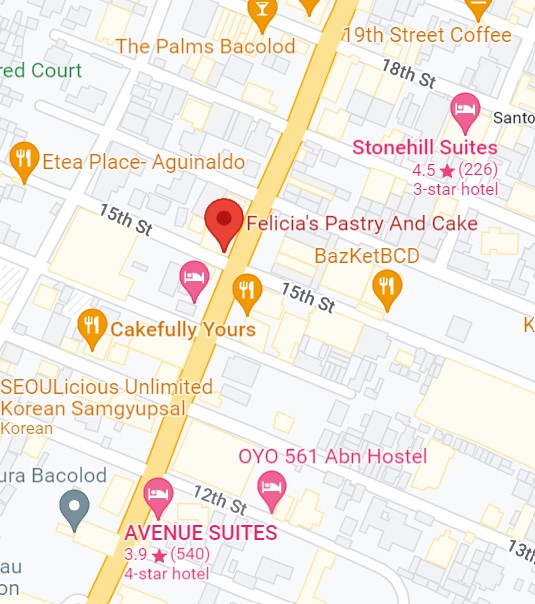 The Palms Bacolod
19th Street Coffee
18th St
red Court
Santo
Stonehill Suites
4.5 ★ (226)
3-star hotel
Etea Place- Aguinaldo
15th St
Felicia's Pastry And Cake
BazKetBCD
15th St
K
Cakefully Yours
SEOULicious Unlimited
Korean Samgyupsal
Korean
OYO 561 Abn Hostel
ura Bacolod
12th St
AVENUE SUITES
3.9 ★ (540)
4-star hotel
13th
au
on